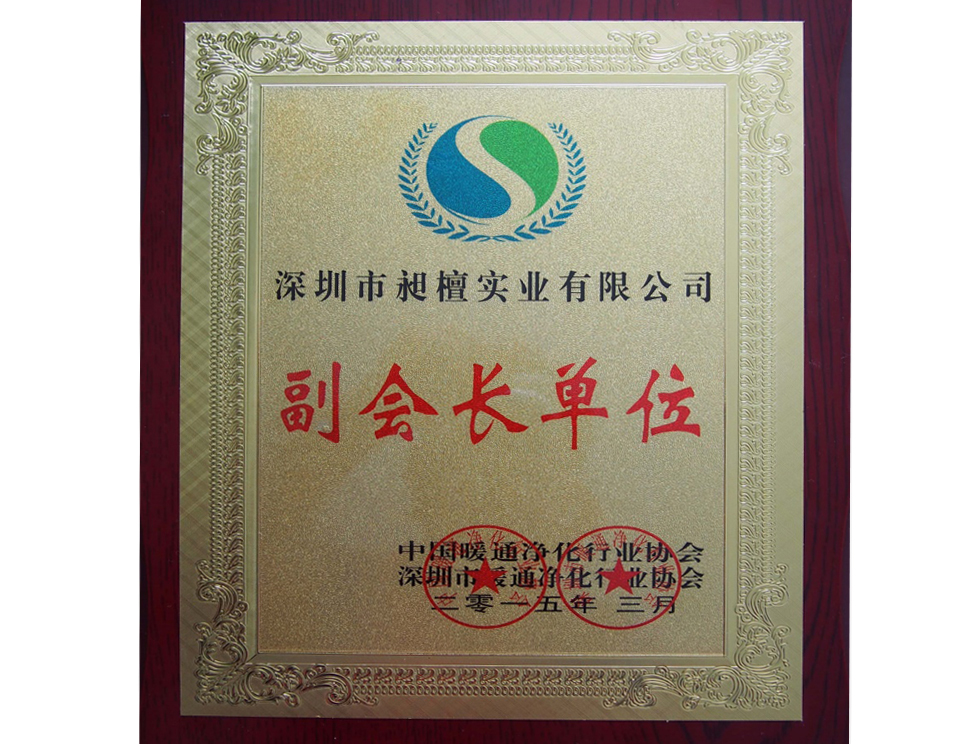 深圳市昶檀实业有限公司
副会长单位
中国暖通净化行业协会
深圳市暖通净化行业协会
二零一五年 三月